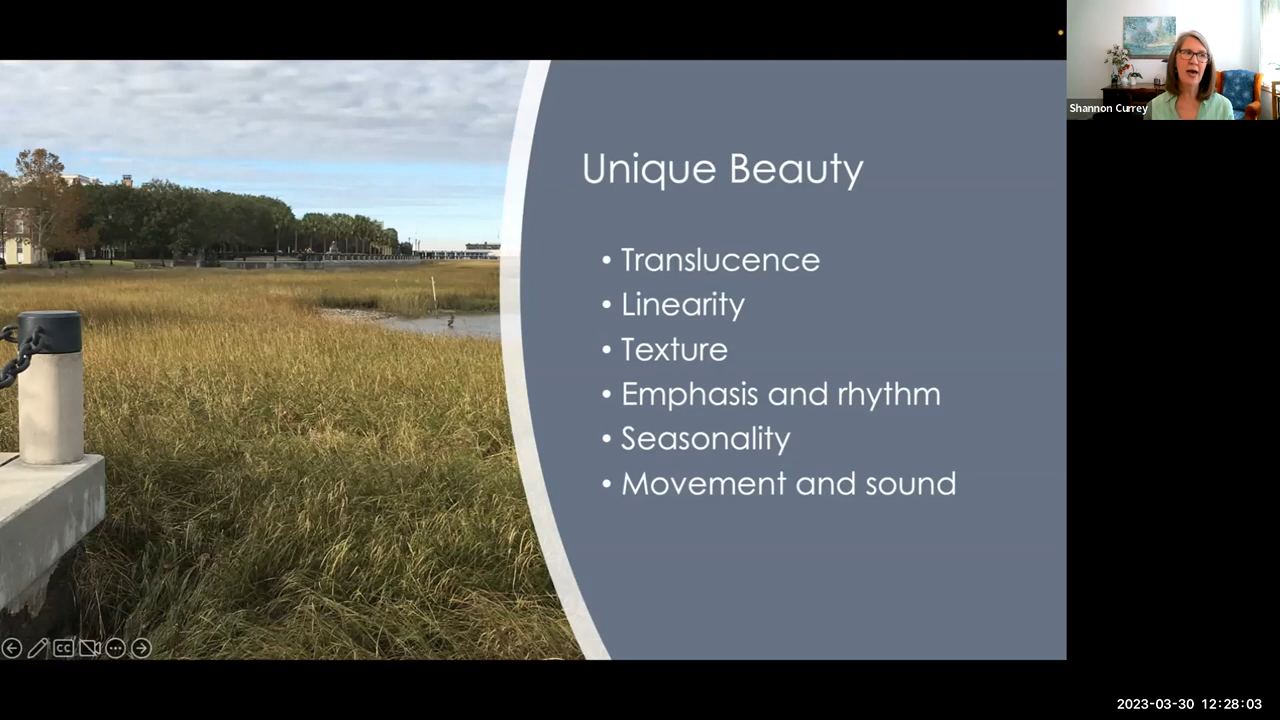 Shannon Currey
Unique Beauty
• Translucence
• Linearity
• Texture
• Emphasis and rhythm
• Seasonality
• Movement and sound
CC
2023-03-30 12:28:03